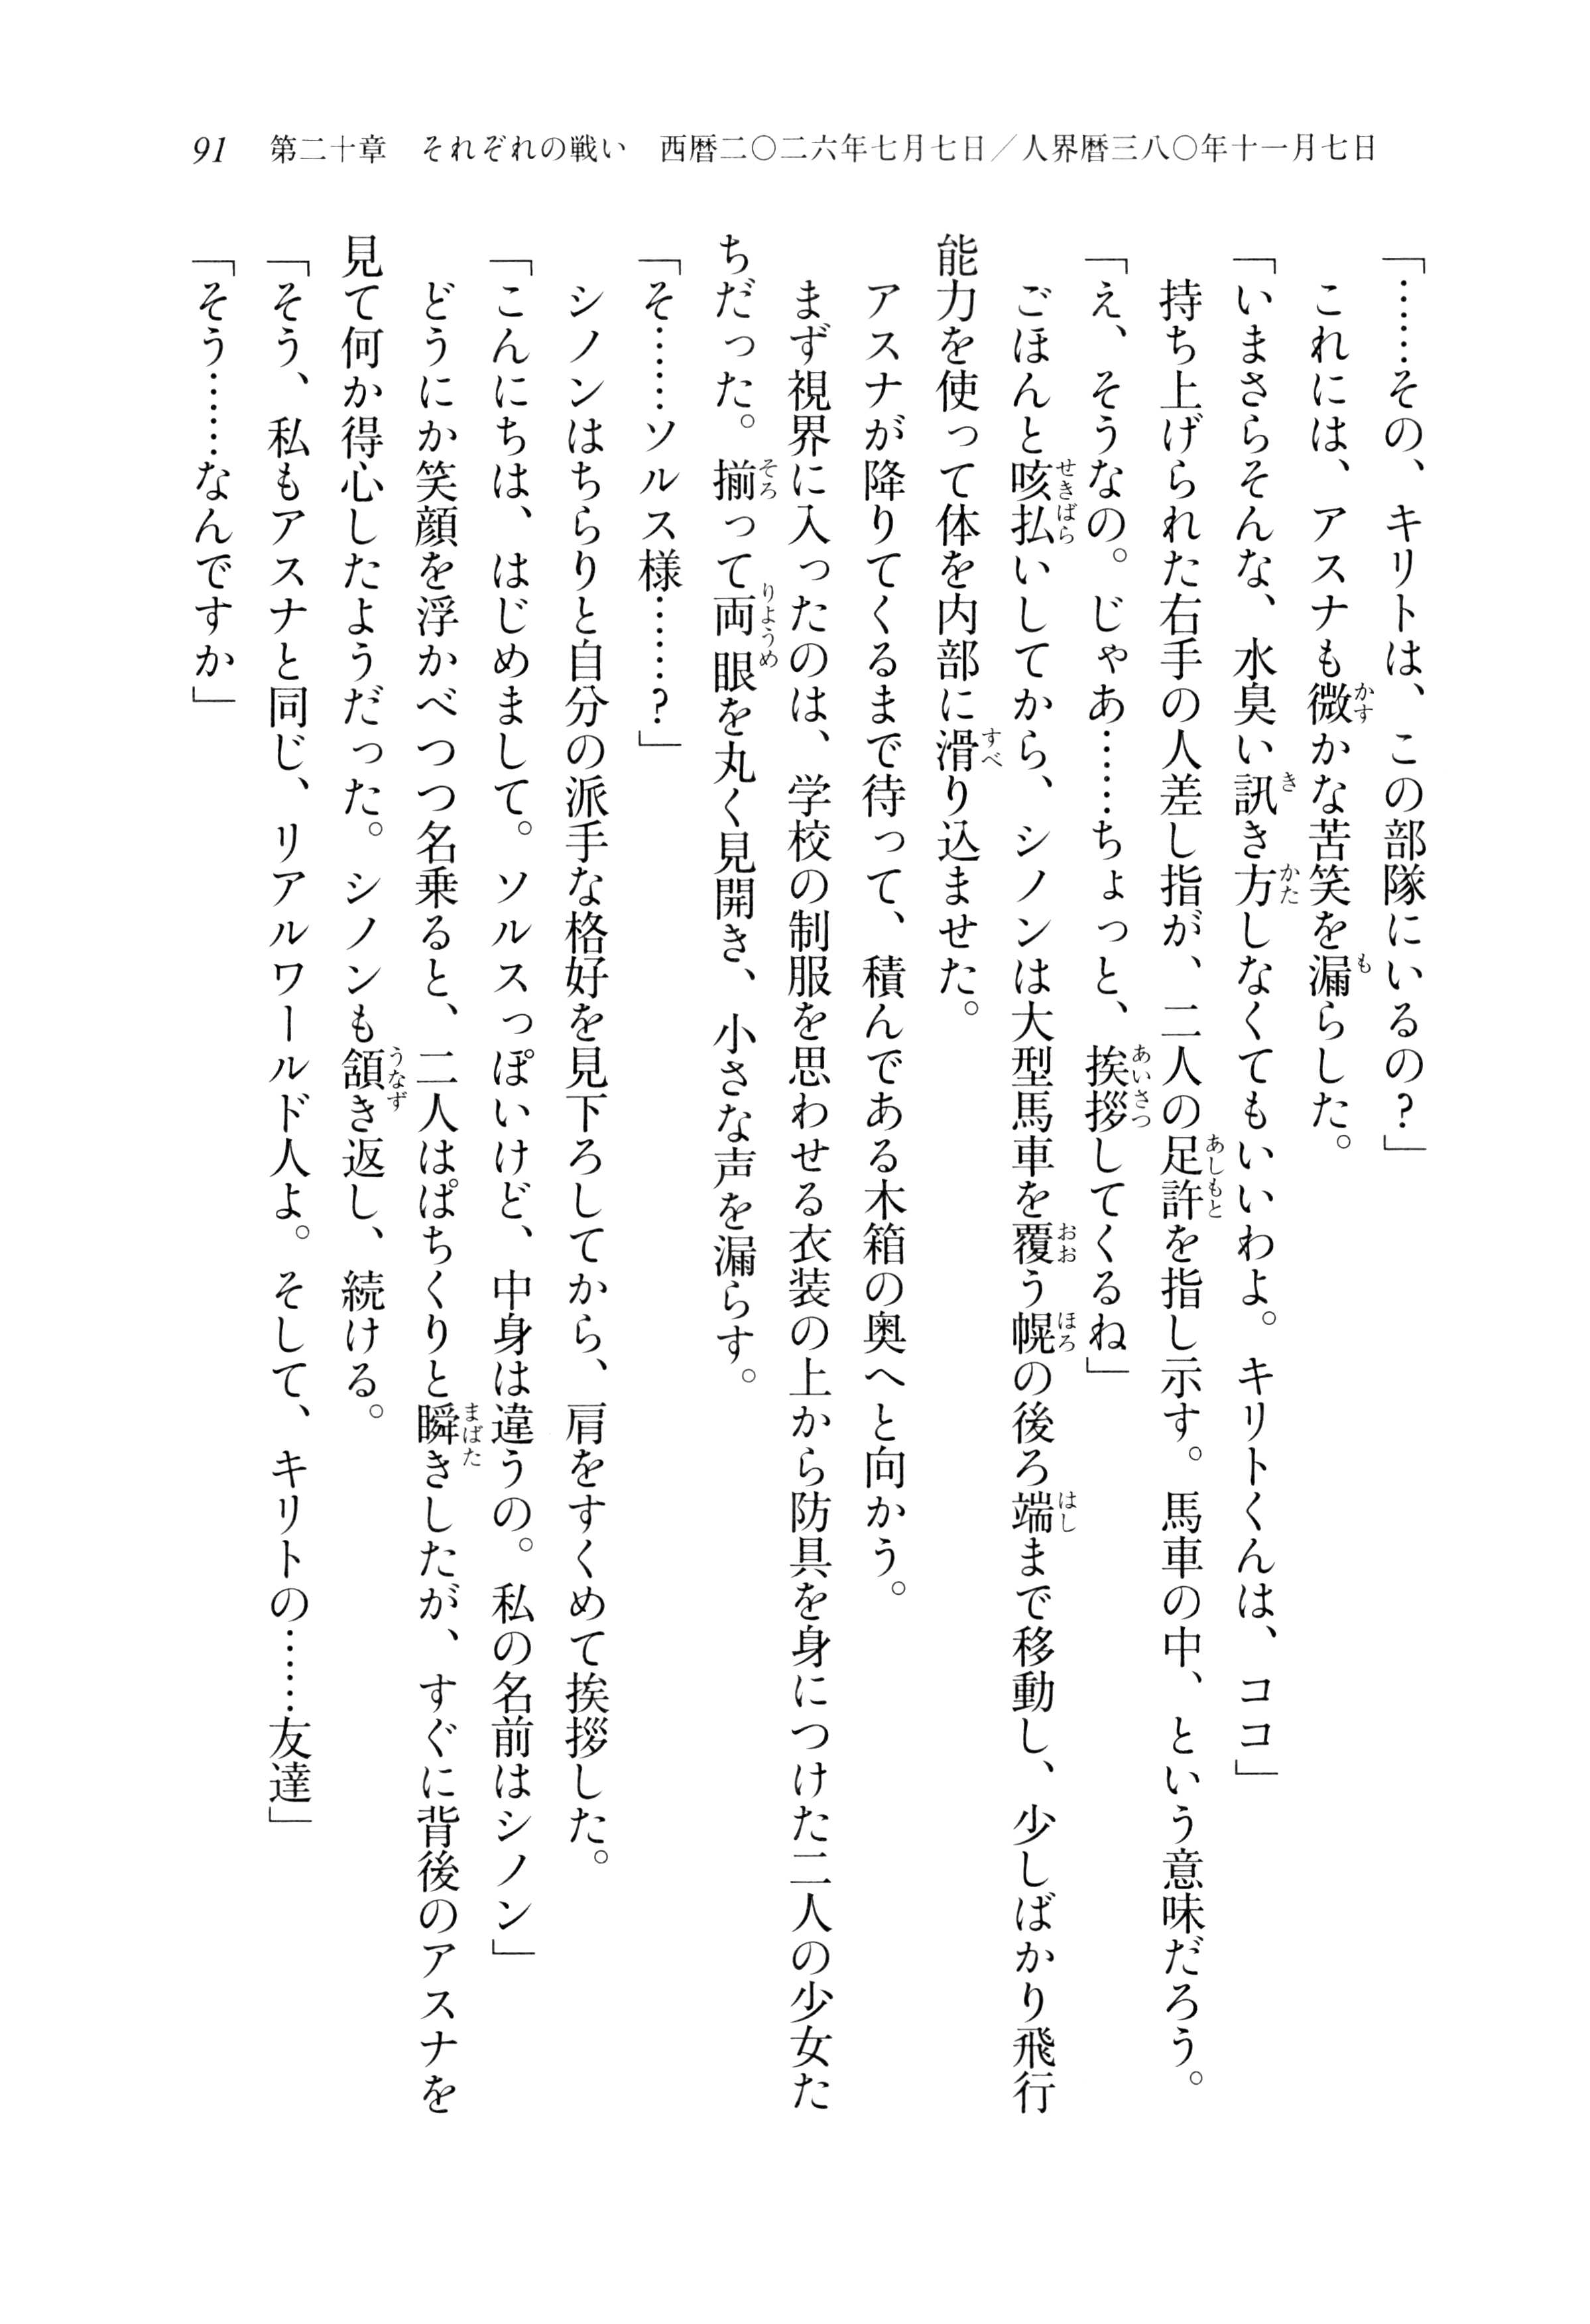 91　第二十章　それぞれの戦い　西暦二〇二六年七月七日／人界暦三八〇年十一月七日
「……その、キリトは、この部隊にいるの？」
これには、アスナも微かな苦笑を漏らした。
「いまさらそんな、水臭い訊き方しなくてもいいわよ。キリトくんは、ココ」
持ち上げられた右手の人差し指が、二人の足許を指し示す。馬車の中、という意味だろう。
「え、そうなの。じゃあ……ちょっと、挨拶してくるね」
ごほんと咳払いしてから、シノンは大型馬車を覆う幌の後ろ端まで移動し、少しばかり飛行
能力を使って体を内部に滑り込ませた。
アスナが降りてくるまで待って、積んである木箱の奥へと向かう。
まず視界に入ったのは、学校の制服を思わせる衣装の上から防具を身につけた二人の少女た
ちだった。揃って両眼を丸く見開き、小さな声を漏らす。
「そ……ソルス様……？」
シノンはちらりと自分の派手な格好を見下ろしてから、肩をすくめて挨拶した。
「こんにちは、はじめまして。ソルスっぽいけど、中身は違うの。私の名前はシノン」
どうにか笑顔を浮かべつつ名乗ると、二人はぱちくりと瞬きしたが、すぐに背後のアスナを
見て何か得心したようだった。シノンも頷き返し、続ける。
「そう、私もアスナと同じ、リアルワールド人よ。そして、キリトの……友達」
「そう……なんですか」